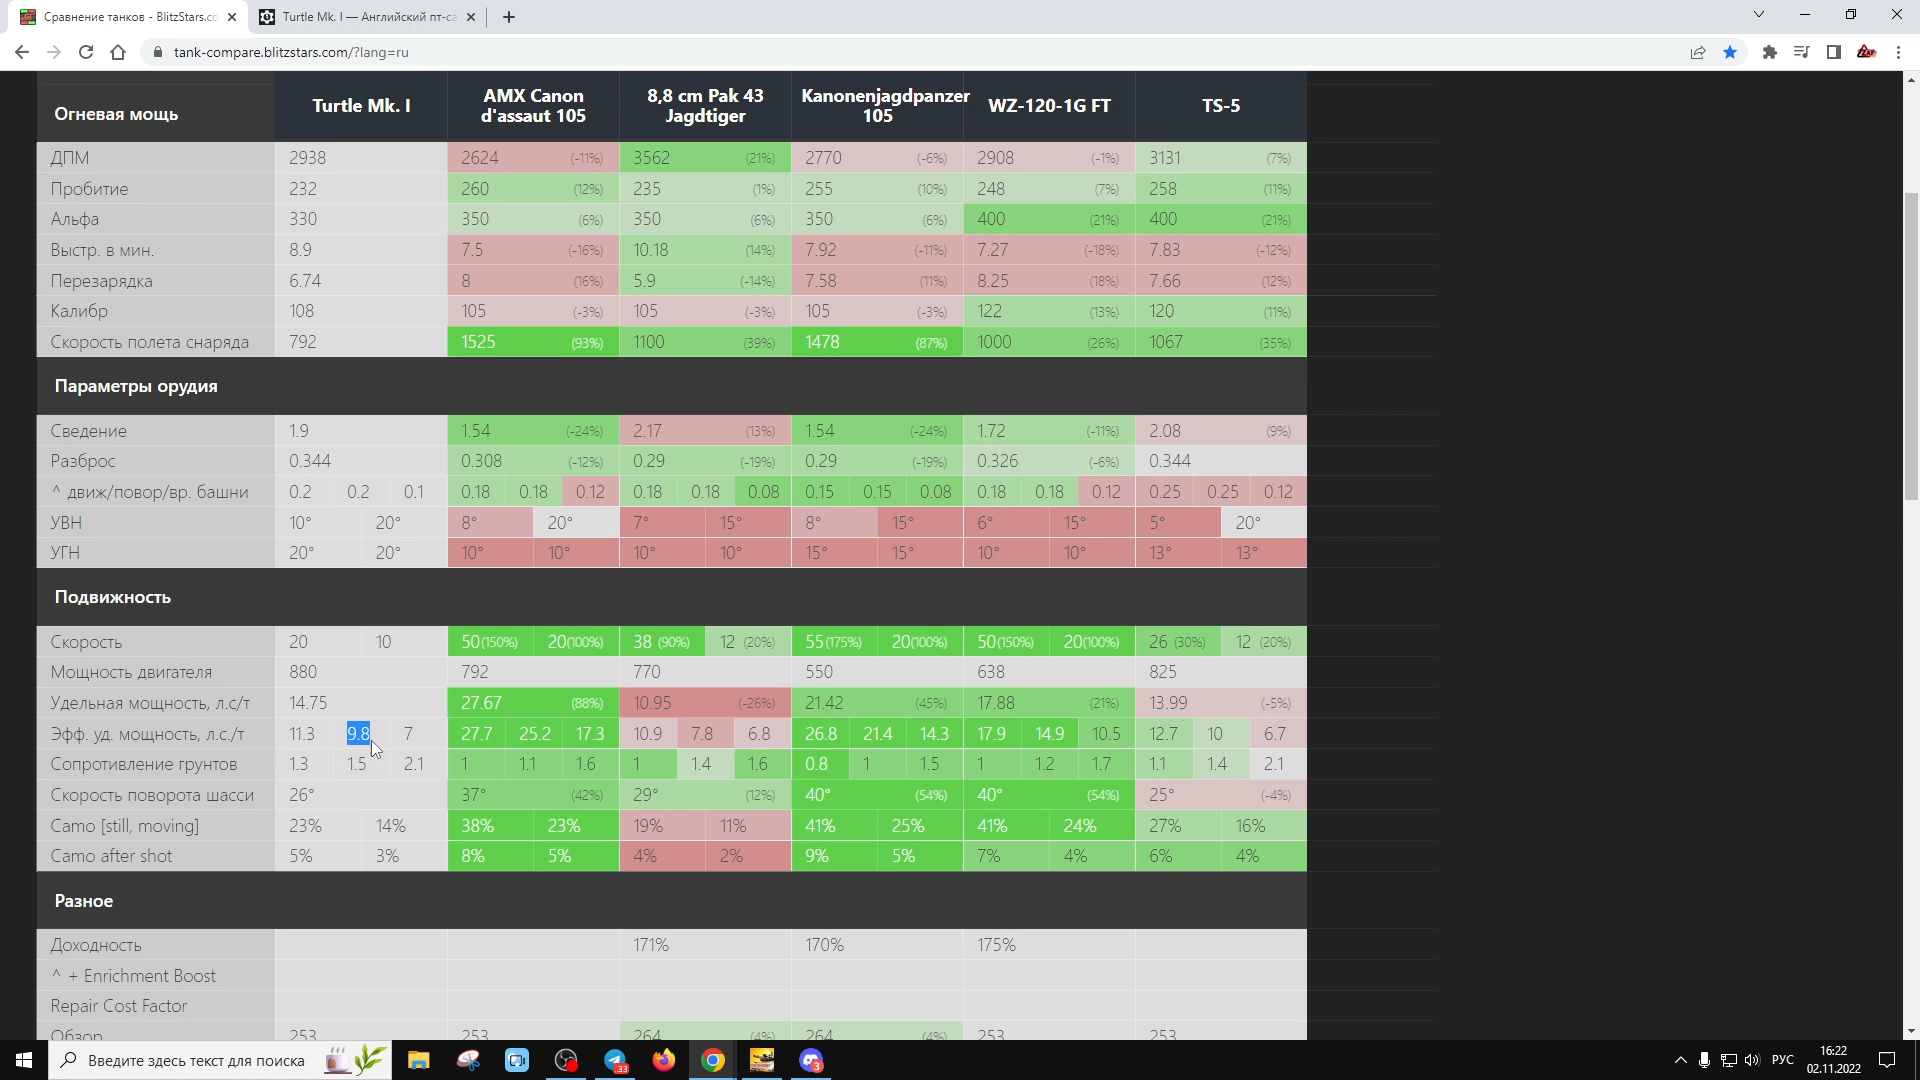 Сравнение танков - BlitzStars.co
Turtle Mk. I — Английский пт-са
tank-compare.blitzstars.com/?lang=ru
Огневая мощь Turtle Mk. I AMX Canon d'assaut 105 8,8 cm Pak 43 Jagdtiger Kanonenjagdpanzer 105 WZ-120-1G FT TS-5
ДПМ 2938 2624 (-11%) 3562 (21%) 2770 (-6%) 2908 (-1%) 3131 (7%)
Пробитие 232 260 (12%) 235 (1%) 255 (10%) 248 (7%) 258 (11%)
Альфа 330 350 (6%) 350 (6%) 350 (6%) 400 (21%) 400 (21%)
Выстр. в мин. 8.9 7.5 (-16%) 10.18 (14%) 7.92 (-11%) 7.27 (-18%) 7.83 (-12%)
Перезарядка 6.74 8 (16%) 5.9 (-14%) 7.58 (11%) 8.25 (18%) 7.66 (12%)
Калибр 108 105 (-3%) 105 (-3%) 105 (-3%) 122 (13%) 120 (11%)
Скорость полета снаряда 792 1525 (93%) 1100 (39%) 1478 (87%) 1000 (26%) 1067 (35%)
Параметры орудия
Сведение 1.9 1.54 (-24%) 2.17 (13%) 1.54 (-24%) 1.72 (-11%) 2.08 (9%)
Разброс 0.344 0.308 (-12%) 0.29 (-19%) 0.29 (-19%) 0.326 (-6%) 0.344
^ движ/повор/вр. башни 0.2 0.2 0.1 0.18 0.18 0.12 0.18 0.18 0.08 0.15 0.15 0.08 0.18 0.18 0.12 0.25 0.25 0.12
УВН 10° 20° 8° 20° 7° 15° 8° 15° 6° 15° 5° 20°
УГН 20° 20° 10° 10° 10° 10° 15° 15° 10° 10° 13° 13°
Подвижность
Скорость 20 10 50(150%) 20(100%) 38 (90%) 12 (20%) 55(175%) 20(100%) 50(150%) 20(100%) 26 (30%) 12 (20%)
Мощность двигателя 880 792 770 550 638 825
Удельная мощность, л.с/т 14.75 27.67 (88%) 10.95 (-26%) 21.42 (45%) 17.88 (21%) 13.99 (-5%)
Эфф. уд. мощность, л.с./т 11.3 9.8 7 27.7 25.2 17.3 10.9 7.8 6.8 26.8 21.4 14.3 17.9 14.9 10.5 12.7 10 6.7
Сопротивление грунтов 1.3 1.5 2.1 1 1.1 1.6 1 1.4 1.6 0.8 1 1.5 1 1.2 1.7 1.1 1.4 2.1
Скорость поворота шасси 26° 37° (42%) 29° (12%) 40° (54%) 40° (54%) 25° (-4%)
Camo [still, moving] 23% 14% 38% 23% 19% 11% 41% 25% 41% 24% 27% 16%
Camo after shot 5% 3% 8% 5% 4% 2% 9% 5% 7% 4% 6% 4%
Разное
Доходность 171% 170% 175%
^ + Enrichment Boost
Repair Cost Factor
Обзор 253 253 264 (4%) 264 (4%) 253 253
Введите здесь текст для поиска
33
3
РУС
16:22
02.11.2022